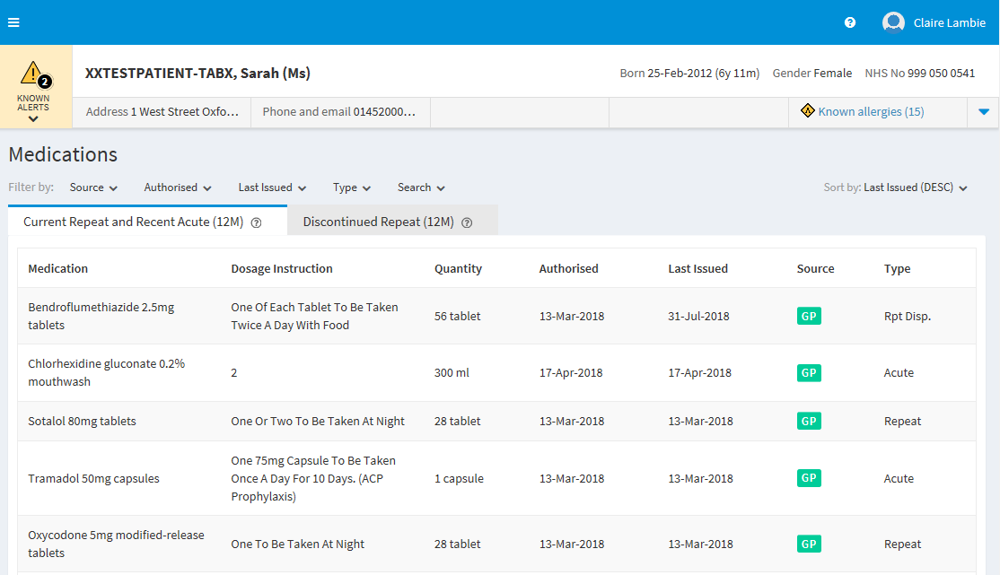 Claire Lambie
2
KNOWN
ALERTS
XXTESTPATIENT-TABX, Sarah (Ms)
Born 25-Feb-2012 (6y 11m) Gender Female NHS No 999 050 0541
Address 1 West Street Oxfo... Phone and email 01452000... Known allergies (15)
Medications
Filter by: Source Authorised Last Issued Type Search Sort by: Last Issued (DESC)
Current Repeat and Recent Acute (12M) ? Discontinued Repeat (12M) ?
Medication Dosage Instruction Quantity Authorised Last Issued Source Type
Bendroflumethiazide 2.5mg
tablets
One Of Each Tablet To Be Taken
Twice A Day With Food
56 tablet 13-Mar-2018 31-Jul-2018 GP Rpt Disp.
Chlorhexidine gluconate 0.2%
mouthwash
2 300 ml 17-Apr-2018 17-Apr-2018 GP Acute
Sotalol 80mg tablets One Or Two To Be Taken At Night 28 tablet 13-Mar-2018 13-Mar-2018 GP Repeat
Tramadol 50mg capsules
One 75mg Capsule To Be Taken
Once A Day For 10 Days. (ACP
Prophylaxis)
1 capsule 13-Mar-2018 13-Mar-2018 GP Acute
Oxycodone 5mg modified-release
tablets
One To Be Taken At Night 28 tablet 13-Mar-2018 13-Mar-2018 GP Repeat